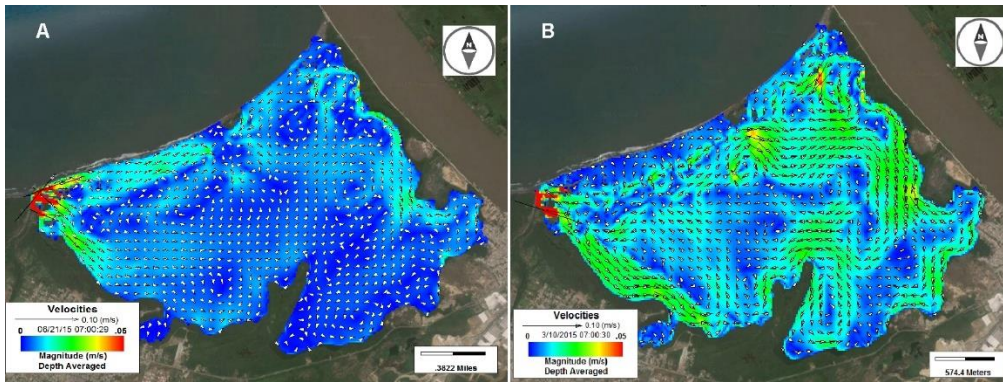 A
N
Velocities
0.10 (m/s)
0 06/21/15 07:00:29 .05
Magnitude (m/s)
Depth Averaged
.3822 Miles
B
N
Velocities
0.10 (m/s)
0 3/10/2015 07:00:30 .05
Magnitude (m/s)
Depth Averaged
574.4 Meters